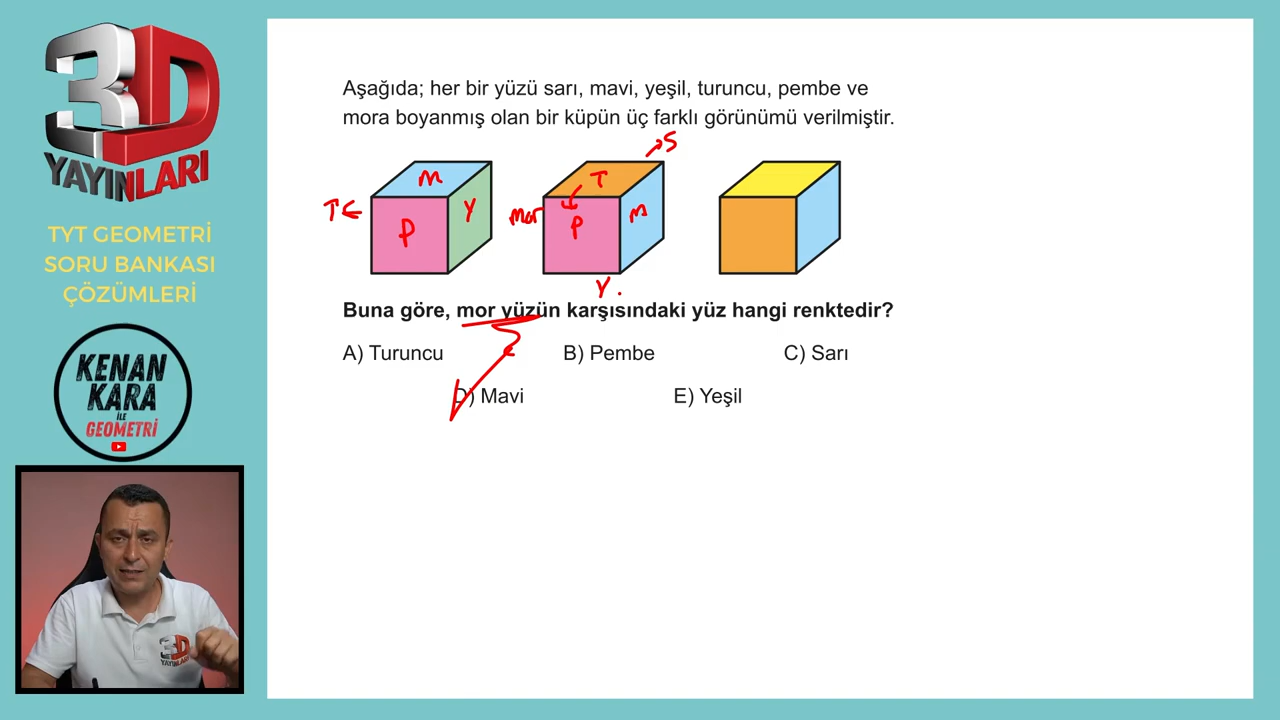 3D
YAYINLARI
TYT GEOMETRİ
SORU BANKASI
ÇÖZÜMLERİ
KENAN
KARA
İLE
GEOMETRİ
3D
YAYINLARI
Aşağıda; her bir yüzü sarı, mavi, yeşil, turuncu, pembe ve
mora boyanmış olan bir küpün üç farklı görünümü verilmiştir.
S
M
T
T
P
Y
mor
P
M
Y
Buna göre, mor yüzün karşısındaki yüz hangi renktedir?
A) Turuncu B) Pembe C) Sarı
D) Mavi E) Yeşil